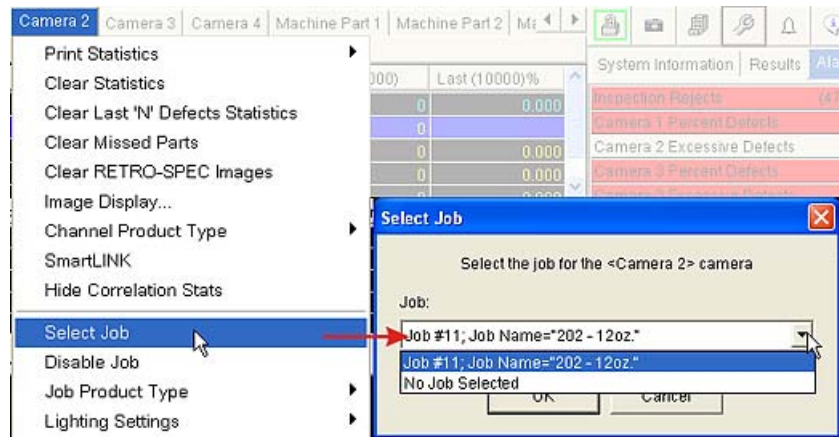 Camera 2 Camera 3 Camera 4 Machine Part 1 Machine Part 2
Print Statistics
Clear Statistics
Clear Last 'N' Defects Statistics
Clear Missed Parts
Clear RETRO-SPEC Images
Image Display...
Channel Product Type
SmartLINK
Hide Correlation Stats
Select Job
Disable Job
Job Product Type
Lighting Settings
Last (10000)%
0 0.000
0
0 0.000
0 0.000
System Information Results
Inspection Rejects
Camera 1 Percent Defects
Camera 2 Excessive Defects
Camera 3 Percent Defects
Camera 3 Excessive Defects
Select Job
Select the job for the <Camera 2> camera
Job:
Job #11; Job Name="202 - 12oz."
Job #11; Job Name="202 - 12oz."
No Job Selected
OK Cancel